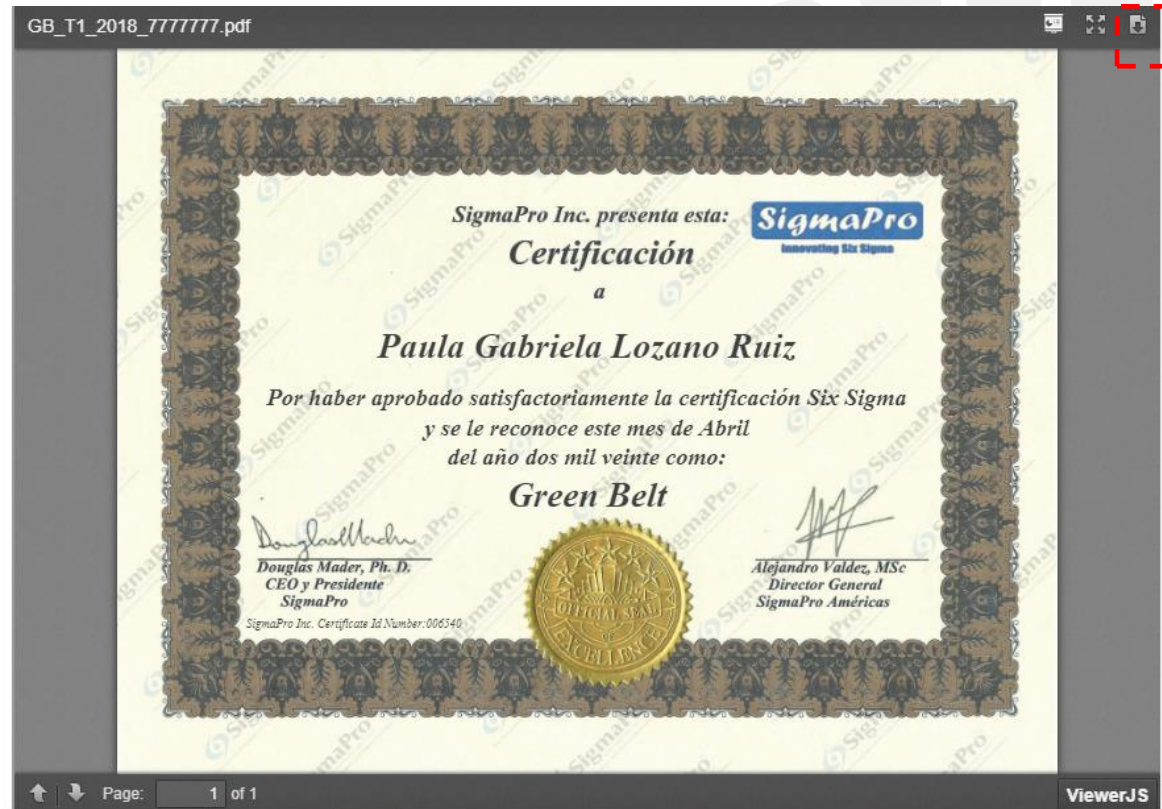 GB_T1_2018_7777777.pdf
SigmaPro Inc. presenta esta:
SigmaPro
Innovating Six Sigma
Certificación
a
Paula Gabriela Lozano Ruiz
Por haber aprobado satisfactoriamente la certificación Six Sigma
y se le reconoce este mes de Abril
del año dos mil veinte como:
Green Belt
Douglas Mader, Ph. D.
CEO y Presidente
SigmaPro
Alejandro Valdez, MSc
Director General
SigmaPro Américas
SigmaPro Inc. Certificate Id Number:006540
OFFICIAL SEAL
OF
EXCELLENCE
Page: 1 of 1
ViewerJS